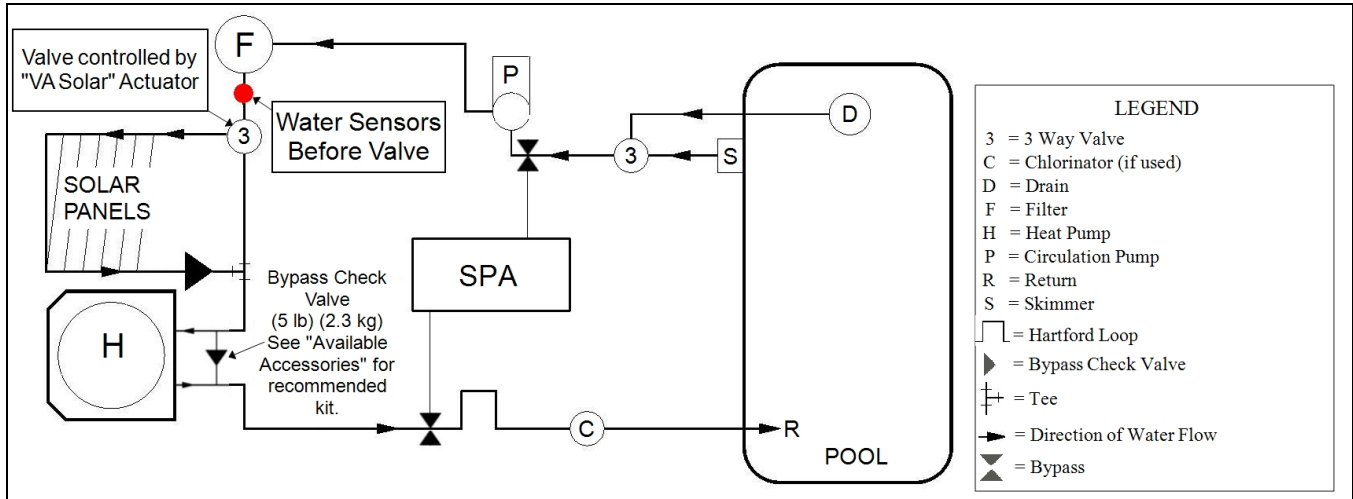 Valve controlled by
"VA Solar" Actuator
F
P
Water Sensors
Before Valve
3
D
3
S
SOLAR
PANELS
SPA
Bypass Check
Valve
(5 lb) (2.3 kg)
See "Available
Accessories" for
recommended
kit.
H
C
R
POOL
LEGEND
3 = 3 Way Valve
C = Chlorinator (if used)
D = Drain
F = Filter
H = Heat Pump
P = Circulation Pump
R = Return
S = Skimmer
= Hartford Loop
= Bypass Check Valve
= Tee
= Direction of Water Flow
= Bypass